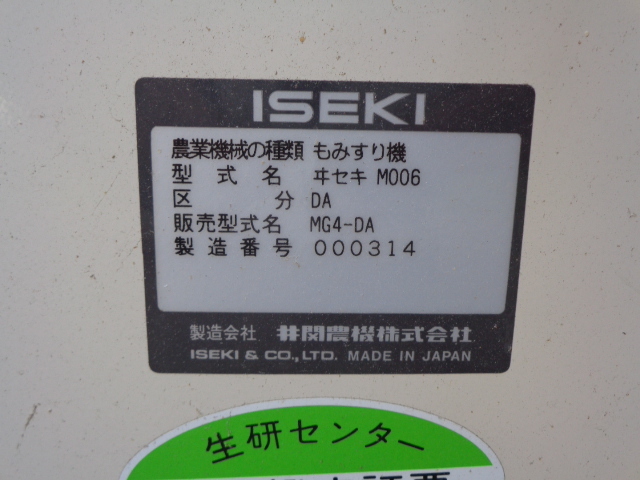 ISEKI
農業機械の種類 もみすり機
型式名 ヰセキ M006
区分 DA
販売型式名 MG4-DA
製造番号 000314
製造会社 井関農機株式会社
ISEKI & CO., LTD. MADE IN JAPAN
生研センター